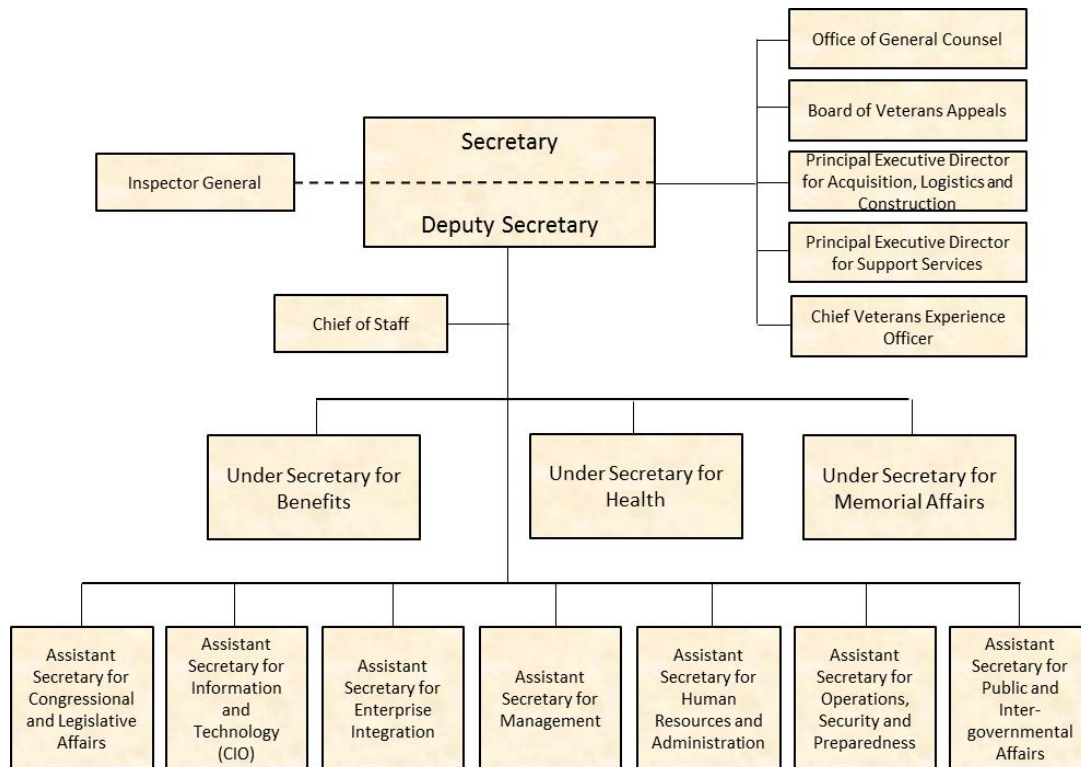 Office of General Counsel
Board of Veterans Appeals
Secretary
Principal Executive Director
for Acquisition, Logistics and
Construction
Inspector General
Deputy Secretary
Principal Executive Director
for Support Services
Chief of Staff
Chief Veterans Experience
Officer
Under Secretary for
Benefits
Under Secretary for
Health
Under Secretary for
Memorial Affairs
Assistant
Secretary for
Congressional
and Legislative
Affairs
Assistant
Secretary for
Information
and
Technology
(CIO)
Assistant
Secretary for
Enterprise
Integration
Assistant
Secretary for
Management
Assistant
Secretary for
Human
Resources and
Administration
Assistant
Secretary for
Operations,
Security and
Preparedness
Assistant
Secretary for
Public and
Inter-
governmental
Affairs